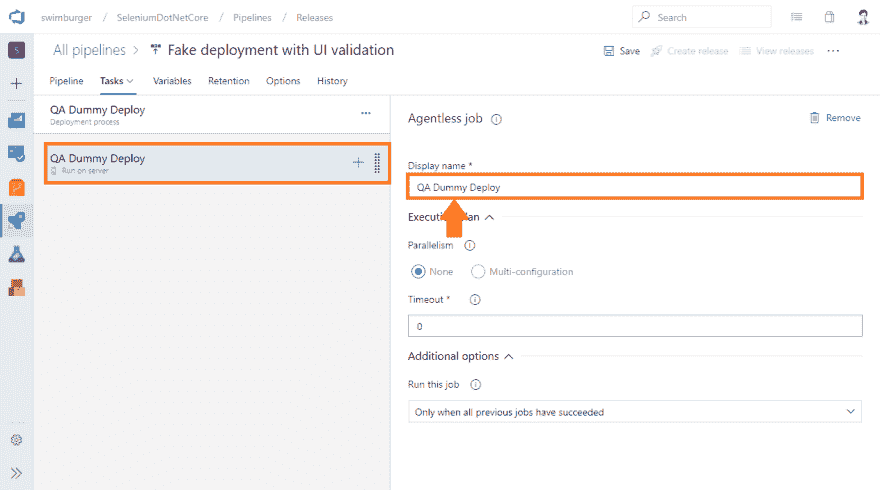 swimburger / SeleniumDotNetCore / Pipelines / Releases
Search
S
All pipelines > Fake deployment with UI validation
Save Create release View releases ...
Pipeline Tasks Variables Retention Options History
QA Dummy Deploy
Deployment process
QA Dummy Deploy
Run on server
Agentless job
Remove
Display name *
QA Dummy Deploy
Execution plan
Parallelism
None Multi-configuration
Timeout *
0
Additional options
Run this job
Only when all previous jobs have succeeded